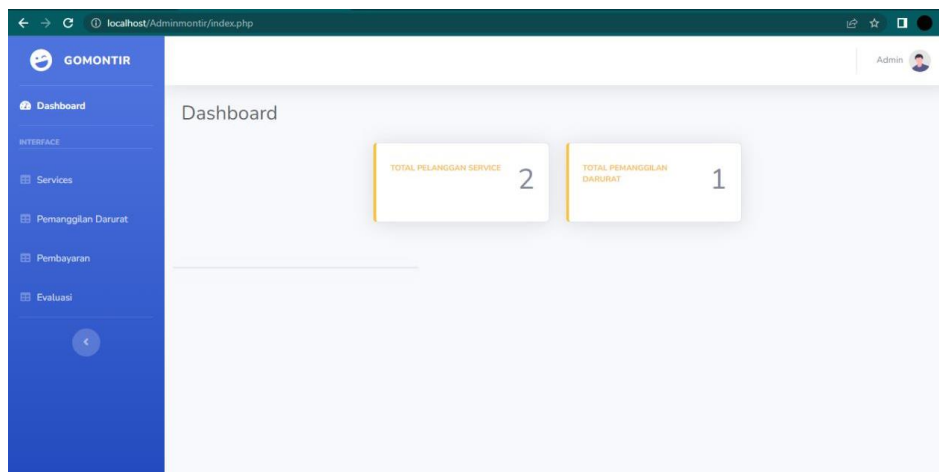 localhost/Adminmontir/index.php
GOMONTIR
Admin
Dashboard
Dashboard
INTERFACE
TOTAL PELANGGAN SERVICE
2
TOTAL PEMANGGILAN
DARURAT
1
Services
Pemanggilan Darurat
Pembayaran
Evaluasi